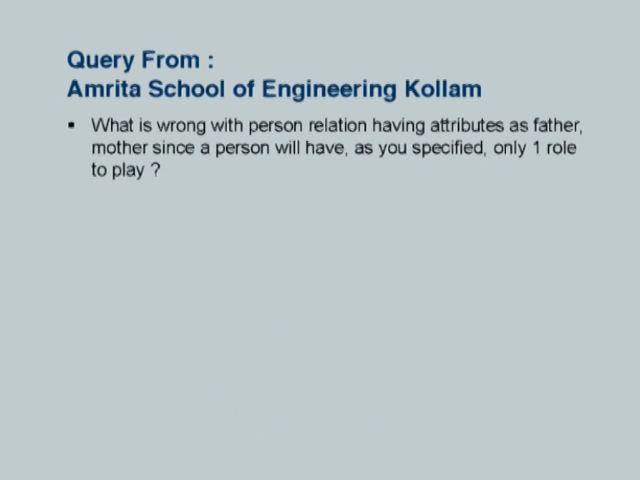 Query From :
Amrita School of Engineering Kollam
▪ What is wrong with person relation having attributes as father,
mother since a person will have, as you specified, only 1 role
to play ?